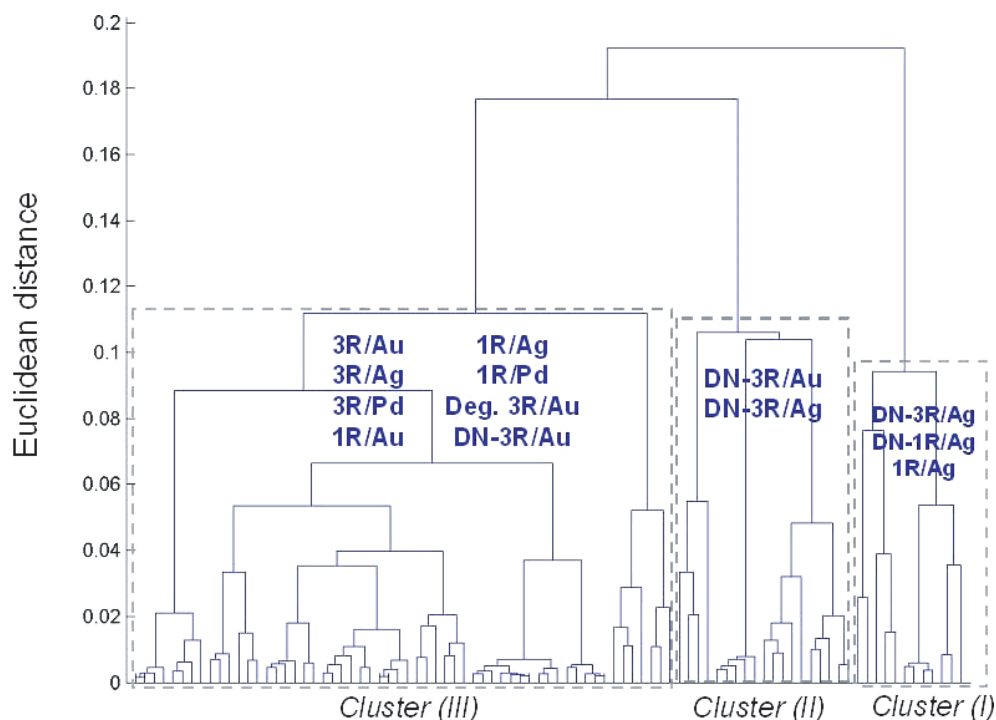 0.2
0.18
0.16
0.14
0.12
0.1
0.08
0.06
0.04
0.02
0
Euclidean distance
3R/Au 1R/Ag
3R/Ag 1R/Pd
3R/Pd Deg. 3R/Au
1R/Au DN-3R/Au
DN-3R/Au
DN-3R/Ag
DN-3R/Ag
DN-1R/Ag
1R/Ag
Cluster (III) Cluster (II) Cluster (I)